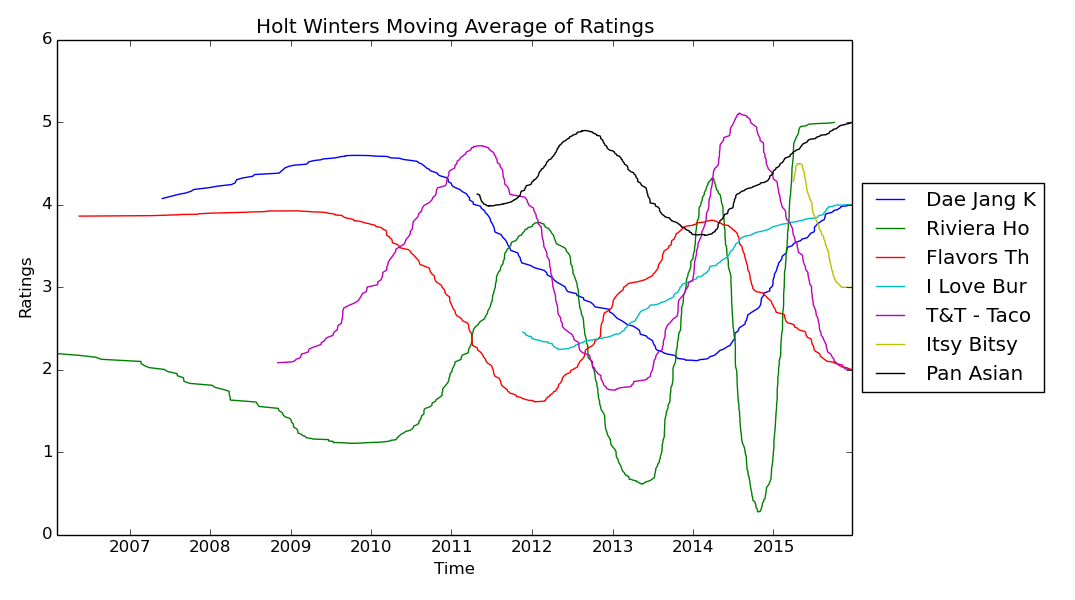 Holt Winters Moving Average of Ratings
6
5
4
3
2
1
0
Ratings
2007 2008 2009 2010 2011 2012 2013 2014 2015
Time
Dae Jang K
Riviera Ho
Flavors Th
I Love Bur
T&T - Taco
Itsy Bitsy
Pan Asian